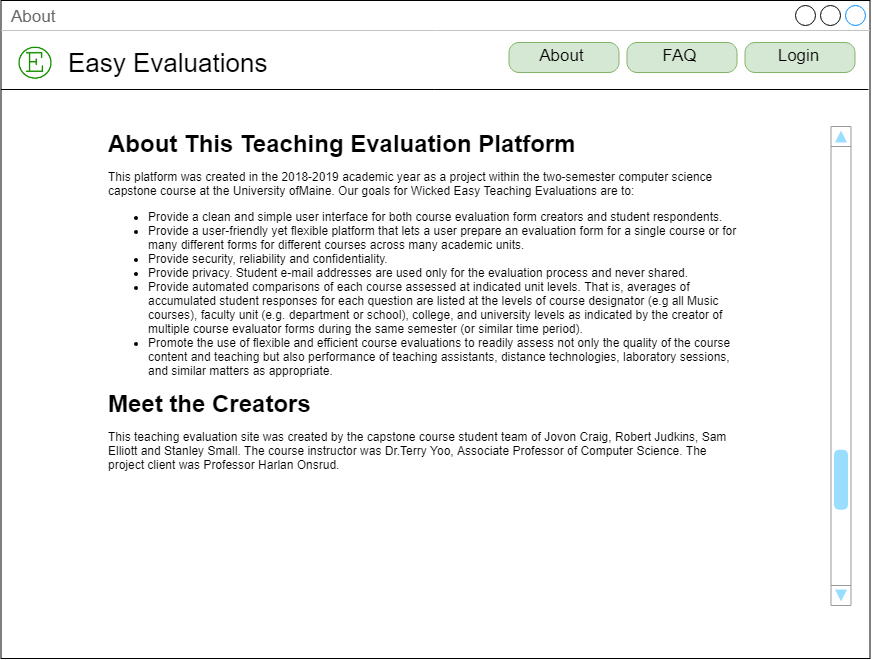 About
E Easy Evaluations About FAQ Login
About This Teaching Evaluation Platform
This platform was created in the 2018-2019 academic year as a project within the two-semester computer science
capstone course at the University ofMaine. Our goals for Wicked Easy Teaching Evaluations are to:
• Provide a clean and simple user interface for both course evaluation form creators and student respondents.
• Provide a user-friendly yet flexible platform that lets a user prepare an evaluation form for a single course or for
many different forms for different courses across many academic units.
• Provide security, reliability and confidentiality.
• Provide privacy. Student e-mail addresses are used only for the evaluation process and never shared.
• Provide automated comparisons of each course assessed at indicated unit levels. That is, averages of
accumulated student responses for each question are listed at the levels of course designator (e.g all Music
courses), faculty unit (e.g. department or school), college, and university levels as indicated by the creator of
multiple course evaluator forms during the same semester (or similar time period).
• Promote the use of flexible and efficient course evaluations to readily assess not only the quality of the course
content and teaching but also performance of teaching assistants, distance technologies, laboratory sessions,
and similar matters as appropriate.
Meet the Creators
This teaching evaluation site was created by the capstone course student team of Jovon Craig, Robert Judkins, Sam
Elliott and Stanley Small. The course instructor was Dr.Terry Yoo, Associate Professor of Computer Science. The
project client was Professor Harlan Onsrud.